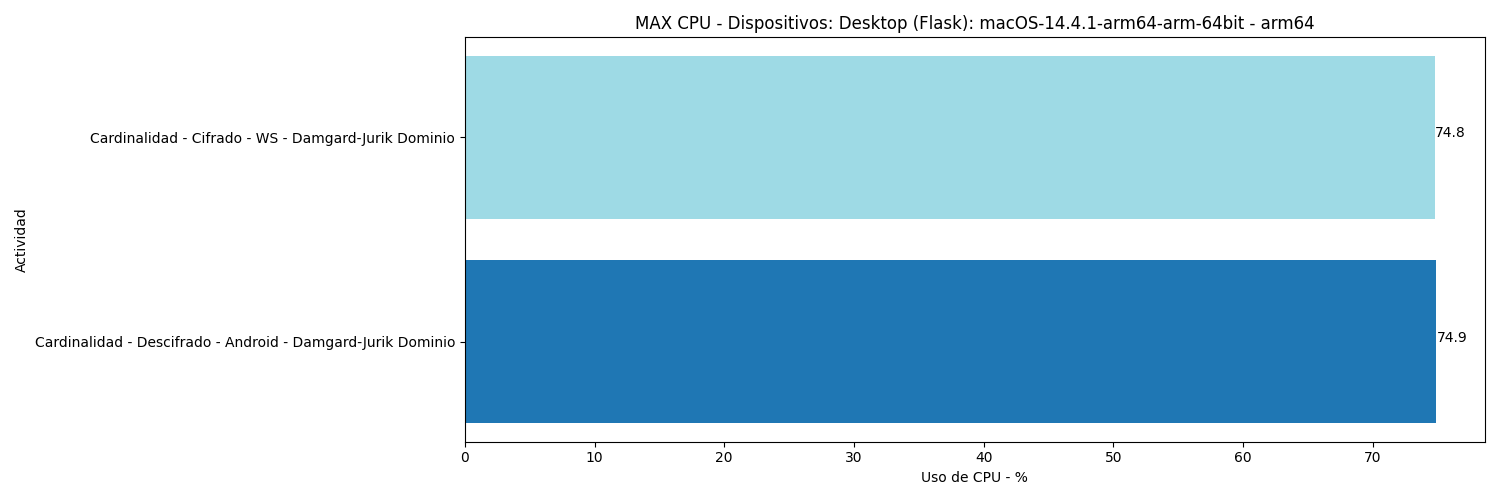 MAX CPU - Dispositivos: Desktop (Flask): macOS-14.4.1-arm64-arm-64bit - arm64
Cardinalidad - Cifrado - WS - Damgard-Jurik Dominio
74.8
Actividad
Cardinalidad - Descifrado - Android - Damgard-Jurik Dominio
74.9
0 10 20 30 40 50 60 70
Uso de CPU - %